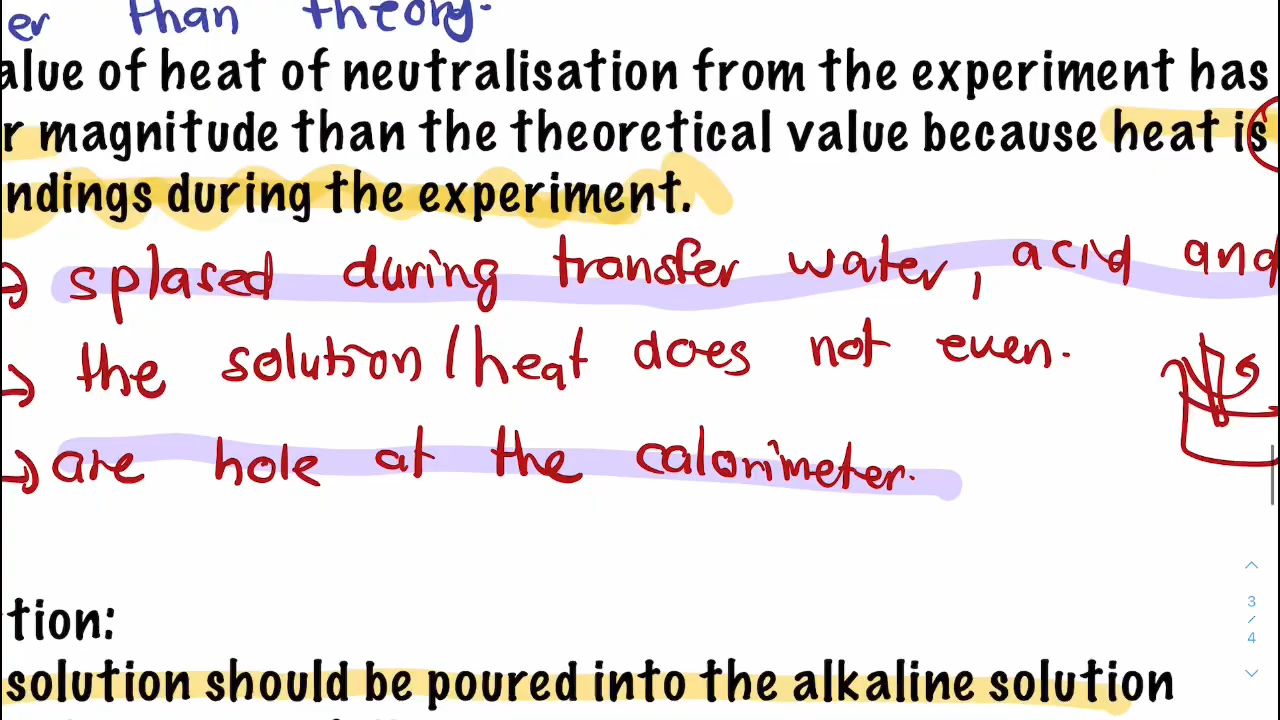 er than theory.
alue of heat of neutralisation from the experiment has
r magnitude than the theoretical value because heat is
ndings during the experiment.
→ splased during transfer water, acid and
→ the solution/heat does not even.
→ are hole at the calorimeter.
tion:
solution should be poured into the alkaline solution
3
/
4